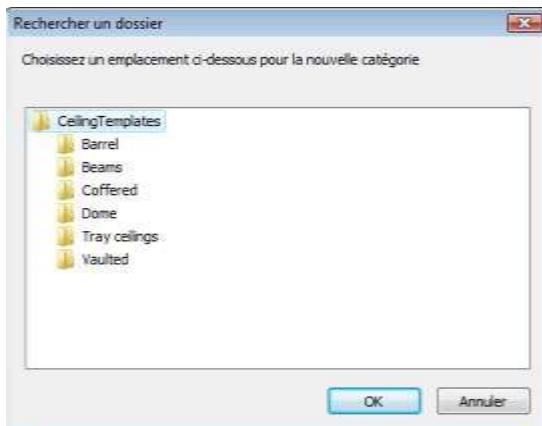 Rechercher un dossier
Choisissez un emplacement ci-dessous pour la nouvelle catégorie
CeilingTemplates
Barrel
Beams
Coffered
Dome
Tray ceilings
Vaulted
OK
Annuler